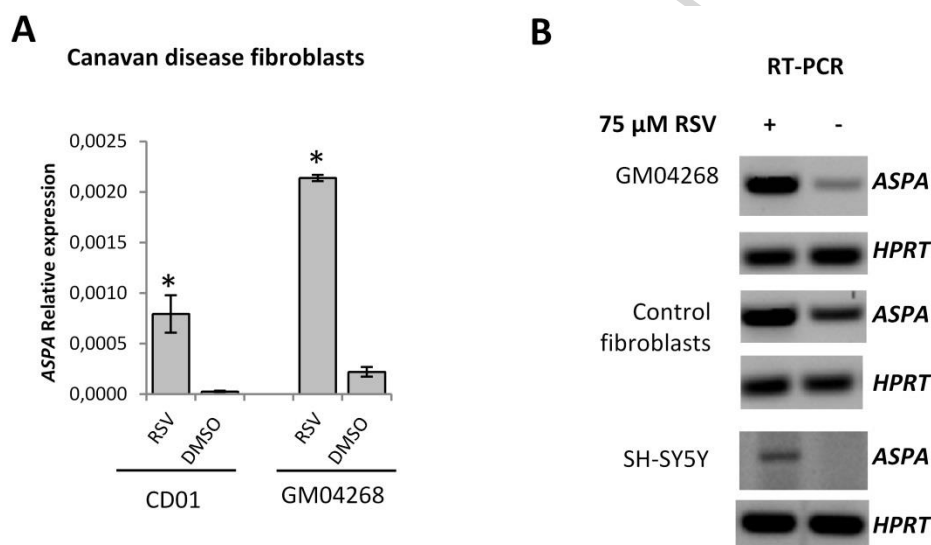 A
Canavan disease fibroblasts
ASPA Relative expression
0,0025
0,0020
0,0015
0,0010
0,0005
0,0000
*
*
RSV
DMSO
RSV
DMSO
CD01
GM04268
B
RT-PCR
75 µM RSV + -
GM04268
ASPA
HPRT
Control
fibroblasts
ASPA
HPRT
SH-SY5Y
ASPA
HPRT